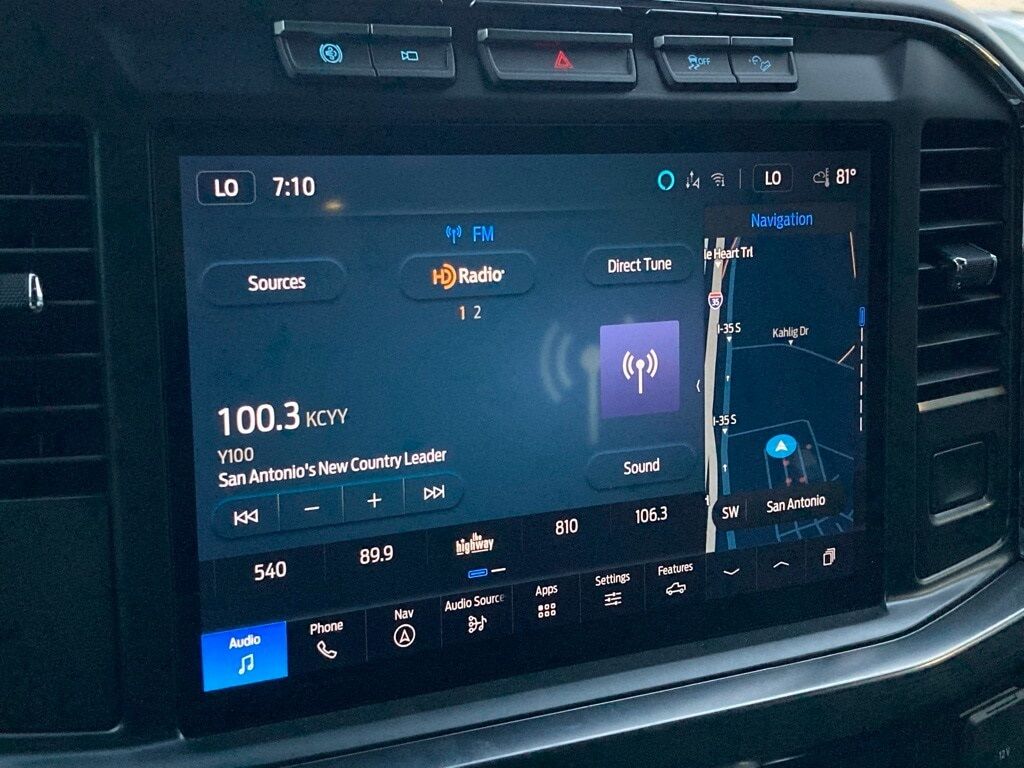 OFF
LO
7:10
LO
81°
FM
Navigation
Sources
HD Radio
Direct Tune
1 2
le Heart Trl
35
I-35 S
Kahlig Dr
100.3 KCYY
Y100
San Antonio's New Country Leader
I-35 S
Sound
SW
San Antonio
540
89.9
the highway
810
106.3
Audio
Phone
Nav
Audio Source
Apps
Settings
Features
12V